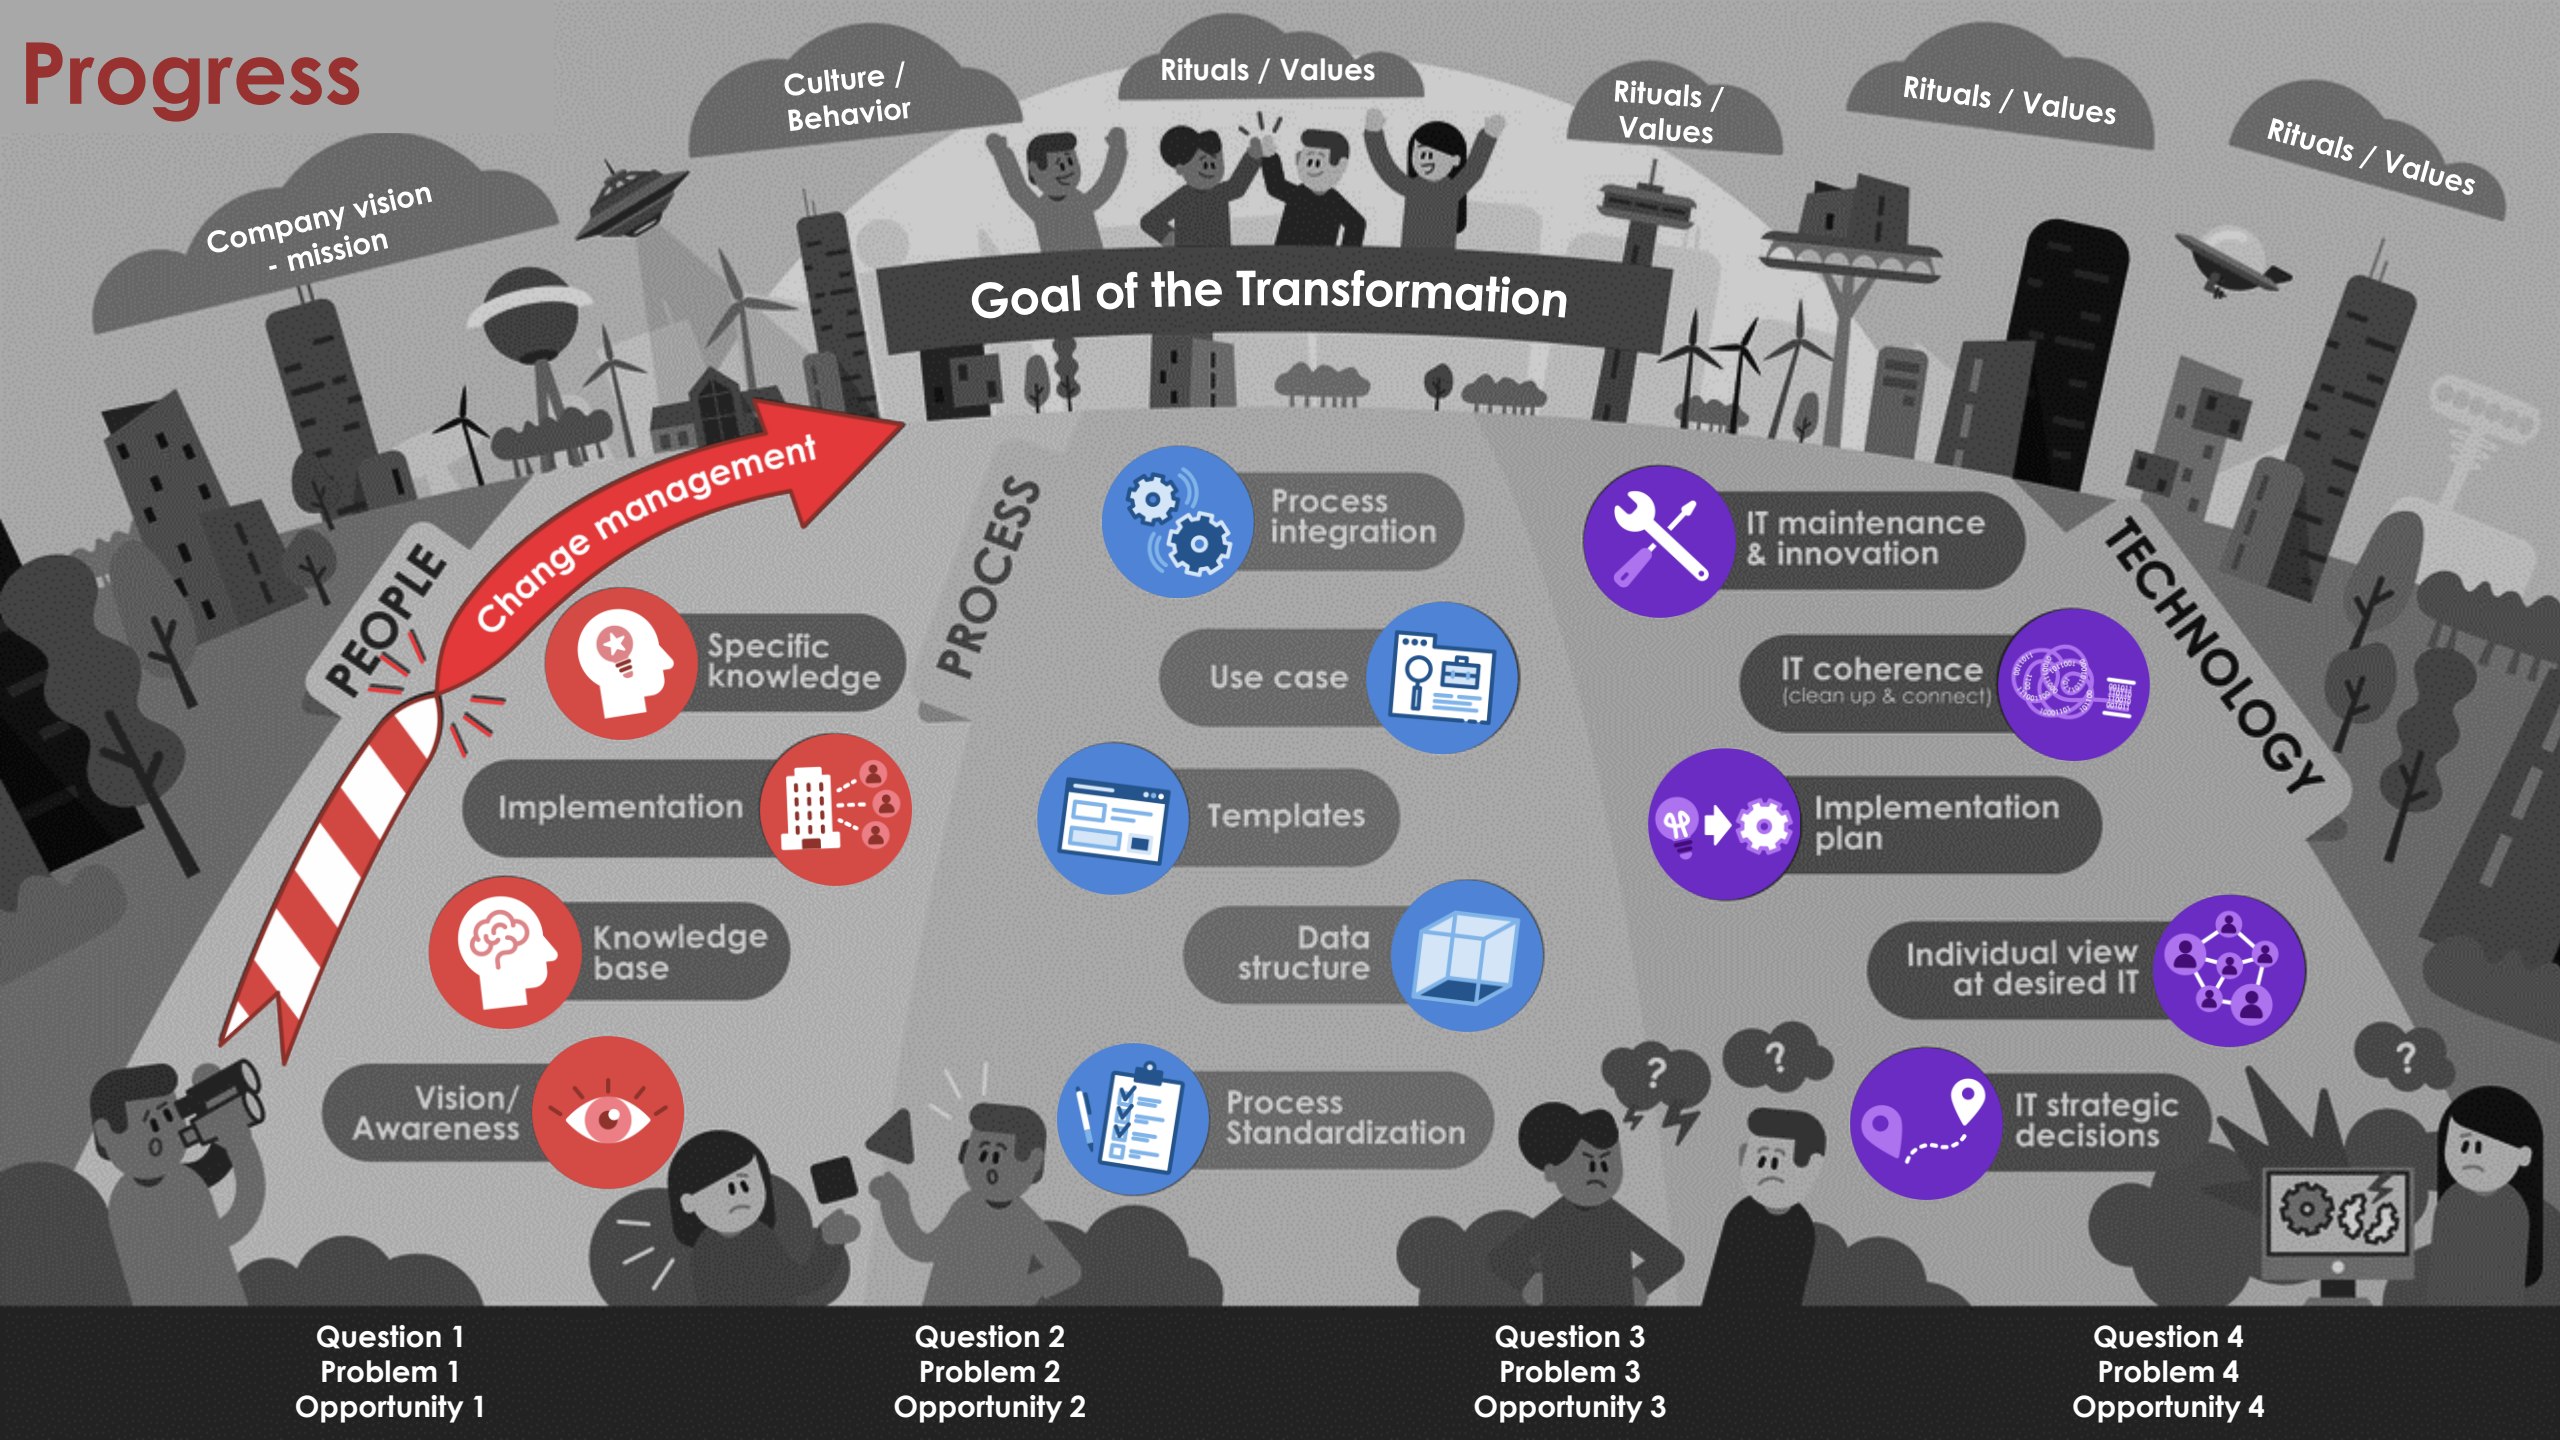 Progress
Company vision
- mission
Culture /
Behavior
Rituals / Values
Rituals /
Values
Rituals / Values
Rituals / Values
Goal of the Transformation
Change management
PEOPLE
Specific
knowledge
Implementation
Knowledge
base
Vision/
Awareness
PROCESS
Process
integration
Use case
Templates
Data
structure
Process
Standardization
TECHNOLOGY
IT maintenance
& innovation
IT coherence
(clean up & connect)
Implementation
plan
Individual view
at desired IT
IT strategic
decisions
?
?
?
Question 1
Problem 1
Opportunity 1
Question 2
Problem 2
Opportunity 2
Question 3
Problem 3
Opportunity 3
Question 4
Problem 4
Opportunity 4